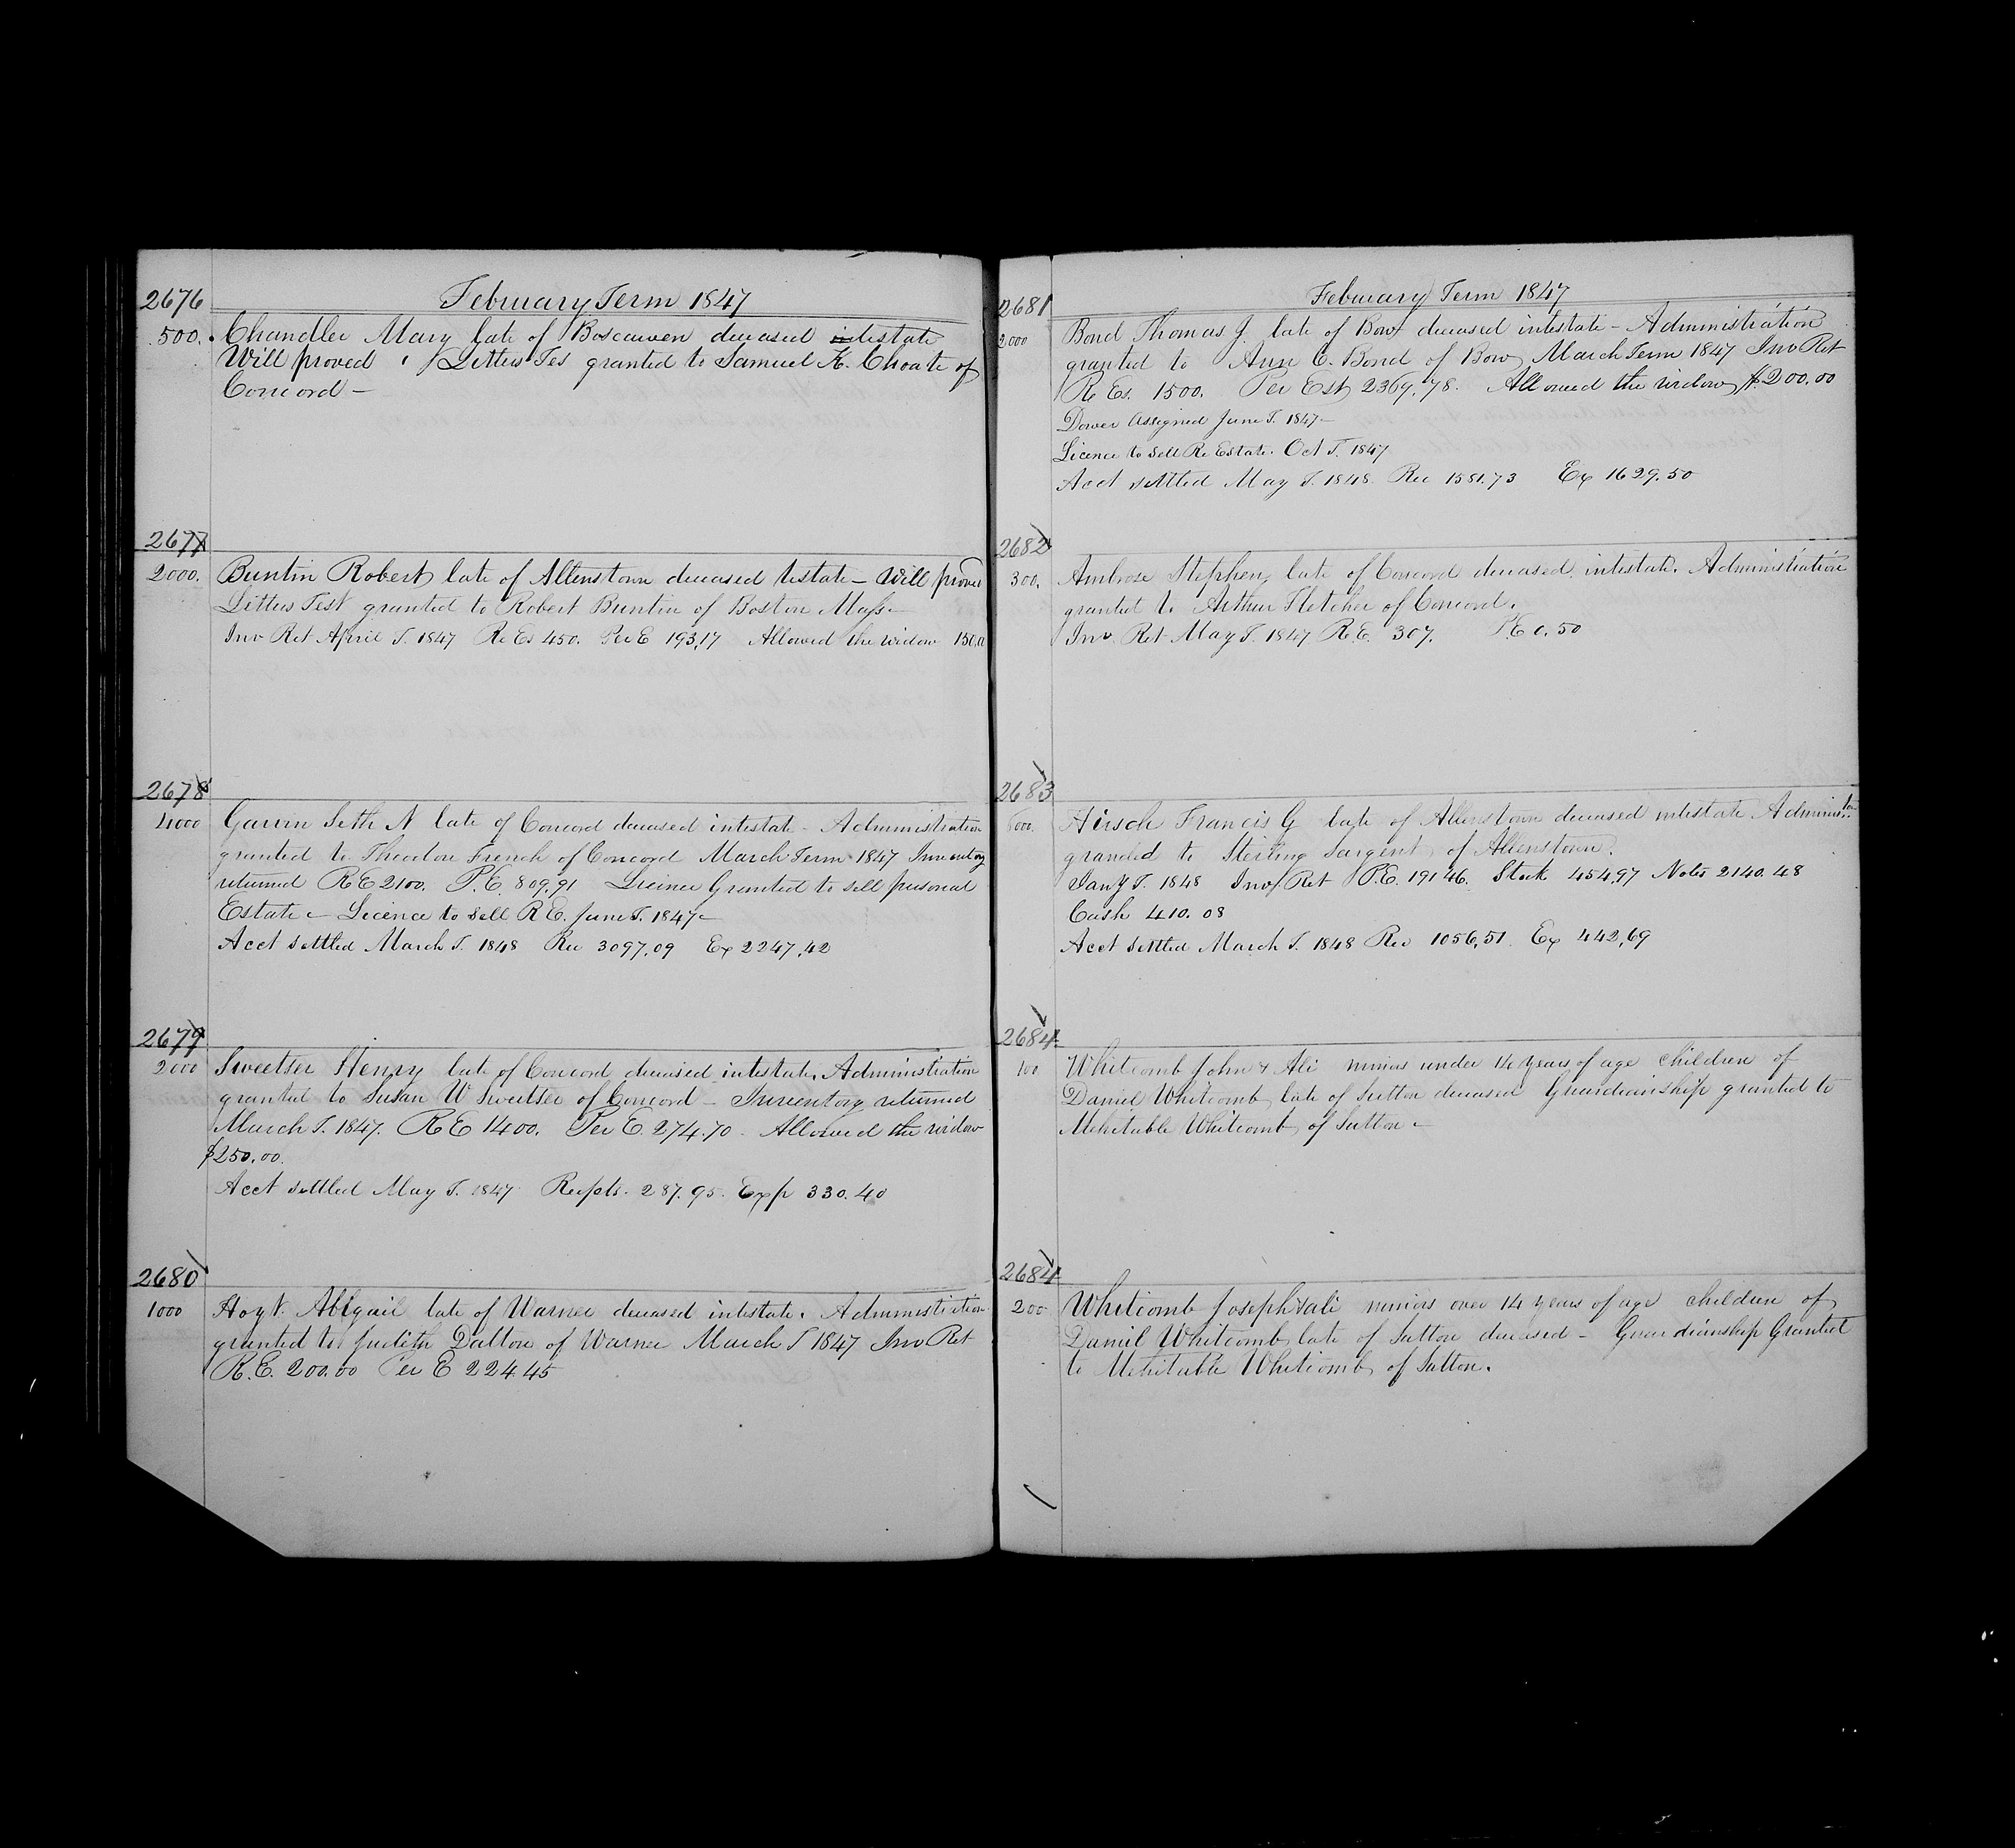 2676 February Term 1847
500. Chandler Mary late of Boscawen deceased intestate
Will proved Letters Tes granted to Samuel K. Choate of
Concord —
2677
2000. Buntin Robert late of Allenstown deceased testate — Will proved
Letters Test granted to Robert Buntin of Boston Mass —
Inv Ret April T. 1847 Re Es 450. Per E 193,17 Allowed the widow
2678
4000 Garvin Seth N late of Concord deceased intestate — Administration
granted to Theodore French of Concord March Term 1847 Inventory
returned R E 2100. P. E. 809,91 Licence Granted to sell personal
Estate — Licence to sell R E. June T. 1847 —
Acct settled March T. 1848 Rec 3097,09 Ex 2247,42
2679
2000 Sweetser Henry late of Concord deceased intestate. Administration
granted to Susan W Sweetser of Concord — Inventory returned
March T. 1847. R E 1400. Per E. 274.70 — Allowed the widow
$250.00.
Acct settled May T. 1847 Recpts. 287.95. Exp 330.40
2680
1000 Hoyt Abigail late of Warner deceased intestate. Administration
granted to Judith Dalton of Warner March T 1847 Inv Ret
R. E. 200.00 Per E 224.45
2681 February Term 1847
2000 Bond Thomas J. late of Bow deceased intestate — Administration
granted to Ann C. Bond of Bow March Term 1847 Inv Ret
R Es. 1500. Per Est 2369.78. Allowed the widow $200.00
Dower Assigned June T. 1847 —
Licence to sell Re Estate. Oct T. 1847
Acct settled May T. 1848. Rec 1581.73 Ex 1629.50
2682
300. Ambrose Stephen, late of Concord deceased, intestate. Administration
granted to Arthur Fletcher of Concord.
Inv. Ret May T. 1847 R. E. 307. P. E 0.50
2683
Hirsch Francis G late of Allenstown deceased intestate Administ
granded to Sterling Sargent of Allenstown.
Jany T. 1848 Inv Ret P. E. 191 46. Stock 454,97 Notes 2140.48
Cash 410.08
Acct settled March T. 1848 Rec 1056,51 Ex 442,69
2684
100 Whitcomb John & Ali minors under 14 years of age children of
Daniel Whitcomb late of Sutton deceased Guardianship granted to
Mehitable Whitcomb of Sutton —
2684
200 Whitcomb Joseph & ali minors over 14 years of age children of
Daniel Whitcomb late of Sutton deceased — Guardianship Granted
to Mehitable Whitcomb of Sutton.